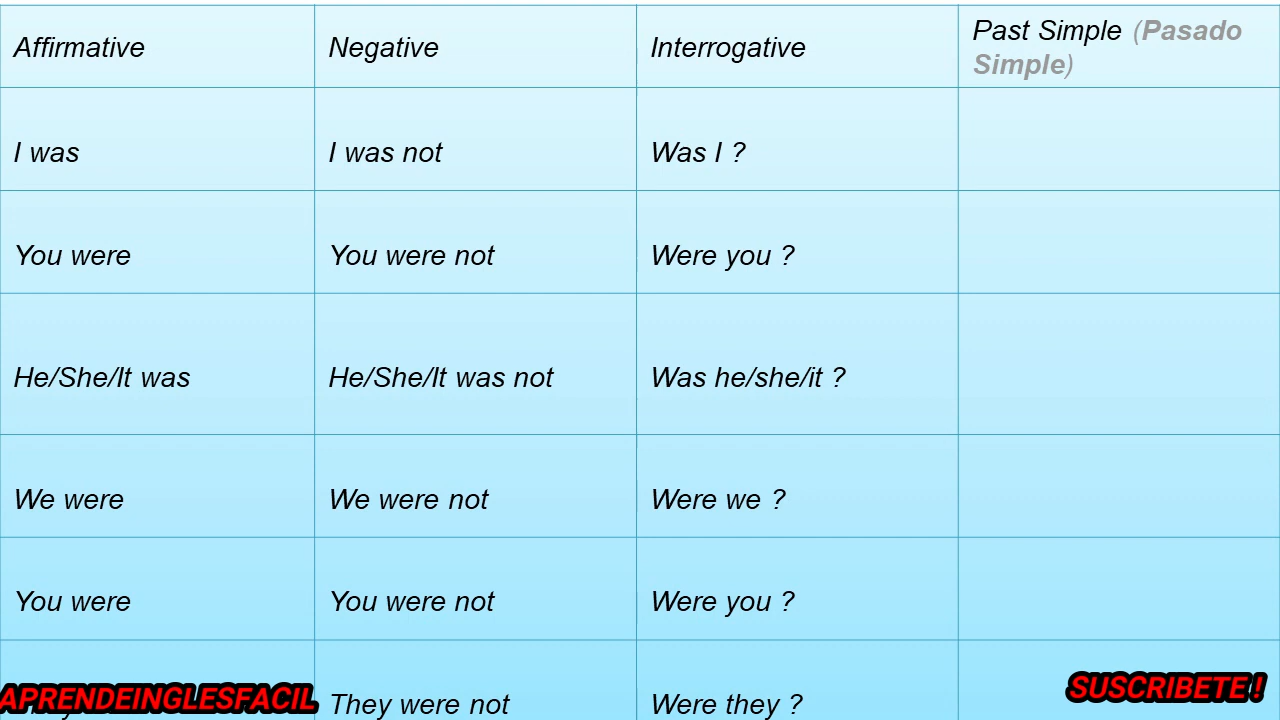 Affirmative Negative Interrogative Past Simple (Pasado
Simple)
I was I was not Was I ?
You were You were not Were you ?
He/She/It was He/She/It was not Was he/she/it ?
We were We were not Were we ?
You were You were not Were you ?
They were not Were they ?
APRENDEINGLESFACIL SUSCRIBETE !